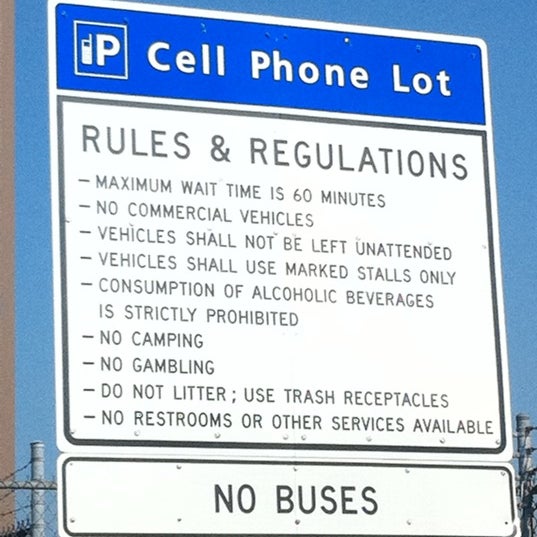 P Cell Phone Lot
RULES & REGULATIONS
– MAXIMUM WAIT TIME IS 60 MINUTES
– NO COMMERCIAL VEHICLES
– VEHICLES SHALL NOT BE LEFT UNATTENDED
– VEHICLES SHALL USE MARKED STALLS ONLY
– CONSUMPTION OF ALCOHOLIC BEVERAGES
IS STRICTLY PROHIBITED
– NO CAMPING
– NO GAMBLING
– DO NOT LITTER ; USE TRASH RECEPTACLES
– NO RESTROOMS OR OTHER SERVICES AVAILABLE
NO BUSES